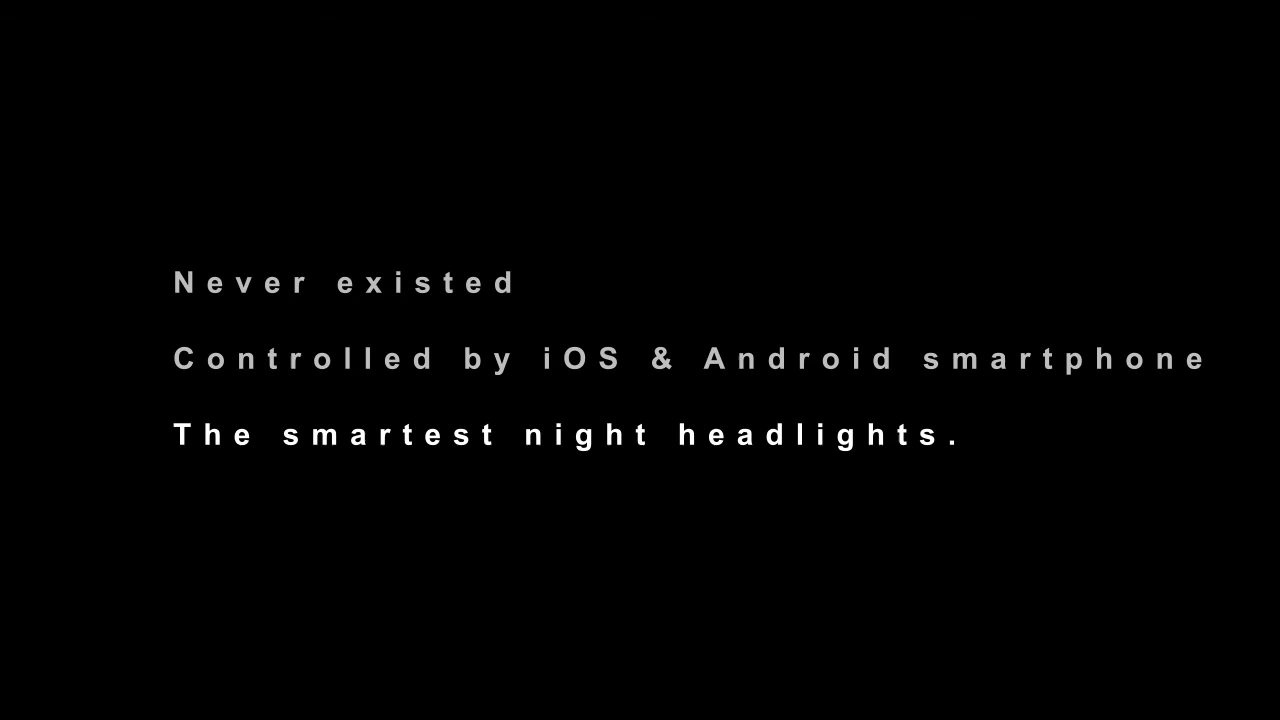 Never existed
Controlled by iOS & Android smartphone
The smartest night headlights.